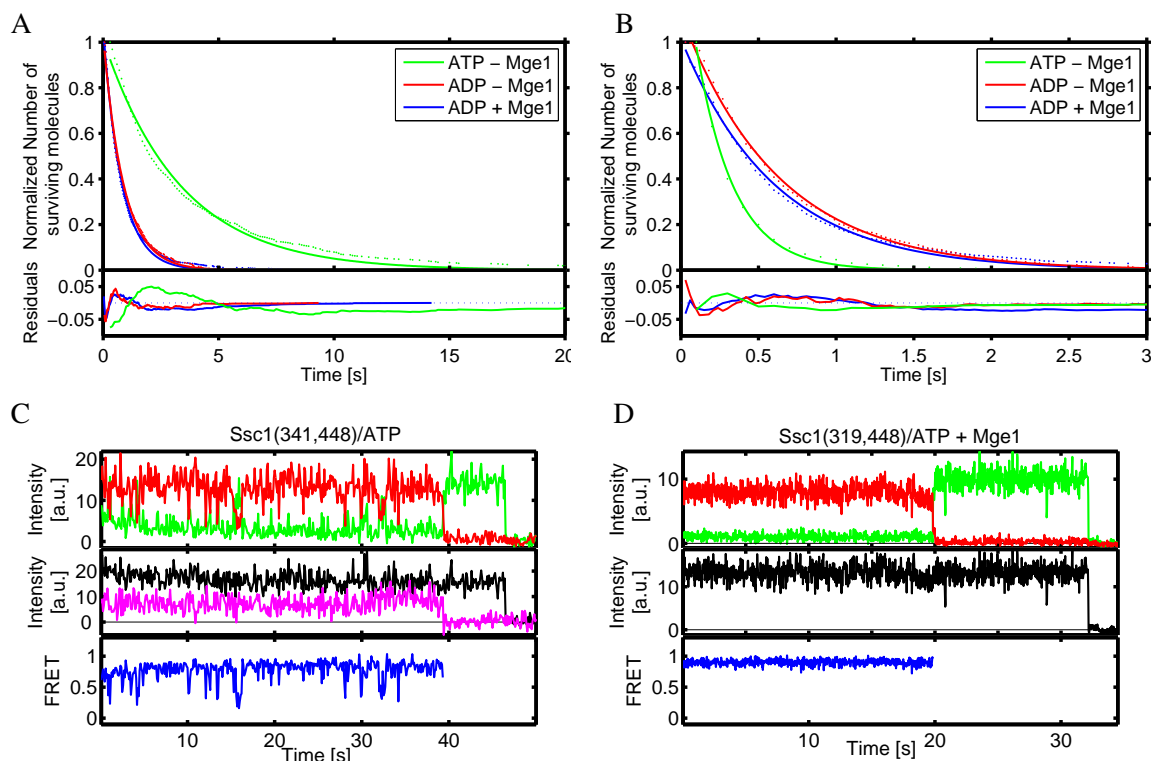 A
B
1
0.8
0.6
0.4
0.2
0
Normalized Number of
surviving molecules
ATP − Mge1
ADP − Mge1
ADP + Mge1
0.05
−0.05
Residuals
0
5
10
15
20
Time [s]
1
0.8
0.6
0.4
0.2
0
Normalized Number of
surviving molecules
ATP − Mge1
ADP − Mge1
ADP + Mge1
0.05
−0.05
Residuals
0
0.5
1
1.5
2
2.5
3
Time [s]
C
Ssc1(341,448)/ATP
Intensity
[a.u.]
20
10
0
Intensity
[a.u.]
20
10
0
FRET
1
0.5
0
10
20
30
40
Time [s]
D
Ssc1(319,448)/ATP + Mge1
Intensity
[a.u.]
10
0
Intensity
[a.u.]
10
0
FRET
1
0.5
0
10
20
30
Time [s]